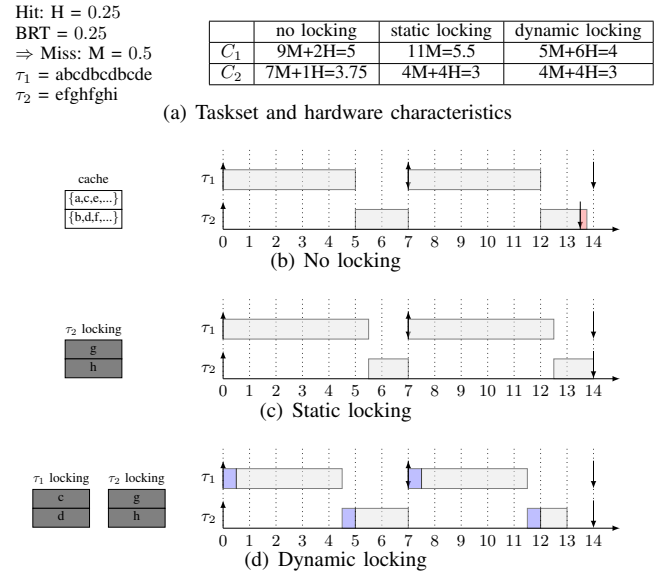 Hit: H = 0.25
BRT = 0.25
⇒ Miss: M = 0.5
τ1 = abcdbcdbcde
τ2 = efghfghi
no locking static locking dynamic locking
C1 9M+2H=5 11M=5.5 5M+6H=4
C2 7M+1H=3.75 4M+4H=3 4M+4H=3
(a) Taskset and hardware characteristics
cache
{a,c,e,...}
{b,d,f,...}
τ1
τ2
0 1 2 3 4 5 6 7 8 9 10 11 12 13 14
(b) No locking
τ2 locking
g
h
τ1
τ2
0 1 2 3 4 5 6 7 8 9 10 11 12 13 14
(c) Static locking
τ1 locking τ2 locking
c g
d h
τ1
τ2
0 1 2 3 4 5 6 7 8 9 10 11 12 13 14
(d) Dynamic locking